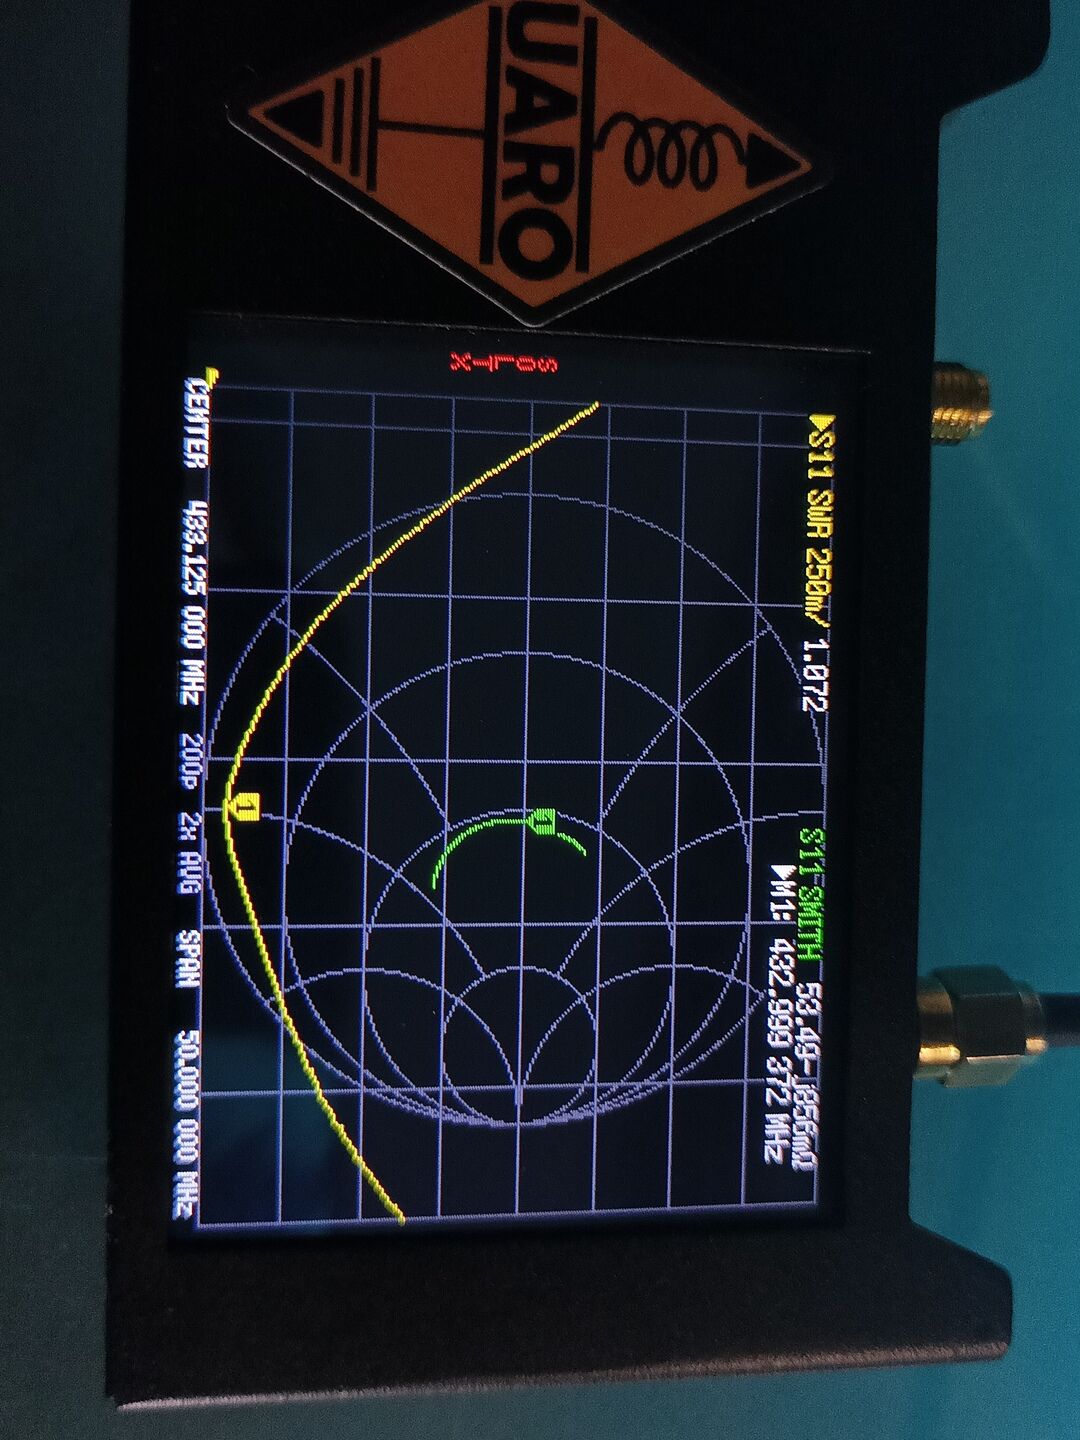 S11 SWR 250m/ 1.072
S11 SMITH 53.49-j856mΩ
M1: 432.999 372 MHz
UARO
SOLTX
1
1
CENTER 433.125 000 MHz 200p 2x AVG SPAN 50.000 000 MHz